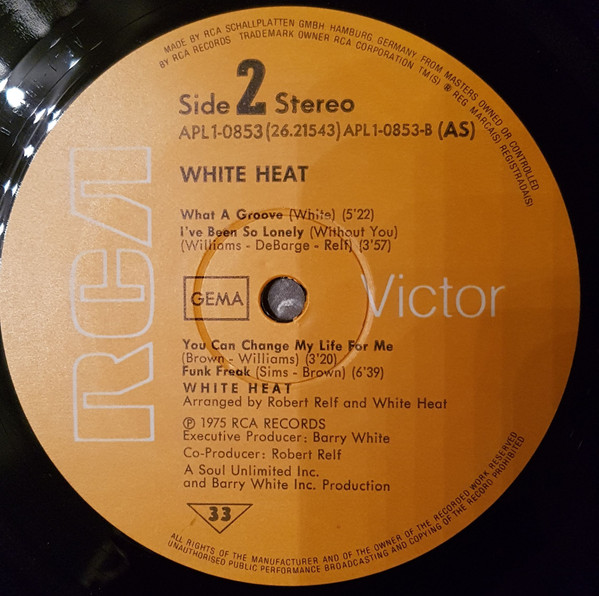 MADE BY RCA SCHALLPLATTEN GMBH HAMBURG, GERMANY, FROM MASTERS OWNED OR CONTROLLED
BY RCA RECORDS TRADEMARK OWNER RCA CORPORATION TM(S) ® REG. MARCA(S) REGISTRADA(S)
Side 2 Stereo
APL1-0853 (26.21543) APL1-0853-B (AS)
WHITE HEAT
What A Groove (White) (5'22)
I've Been So Lonely (Without You)
(Williams - DeBarge - Relf) (3'57)
RCA
GEMA
Victor
You Can Change My Life For Me
(Brown - Williams) (3'20)
Funk Freak (Sims - Brown) (6'39)
WHITE HEAT
Arranged by Robert Relf and White Heat
℗ 1975 RCA RECORDS
Executive Producer: Barry White
Co-Producer: Robert Relf
A Soul Unlimited Inc.
and Barry White Inc. Production
33
ALL RIGHTS OF THE MANUFACTURER AND OF THE OWNER OF THE RECORDED WORK RESERVED
UNAUTHORISED PUBLIC PERFORMANCE BROADCASTING AND COPYING OF THE RECORD PROHIBITED